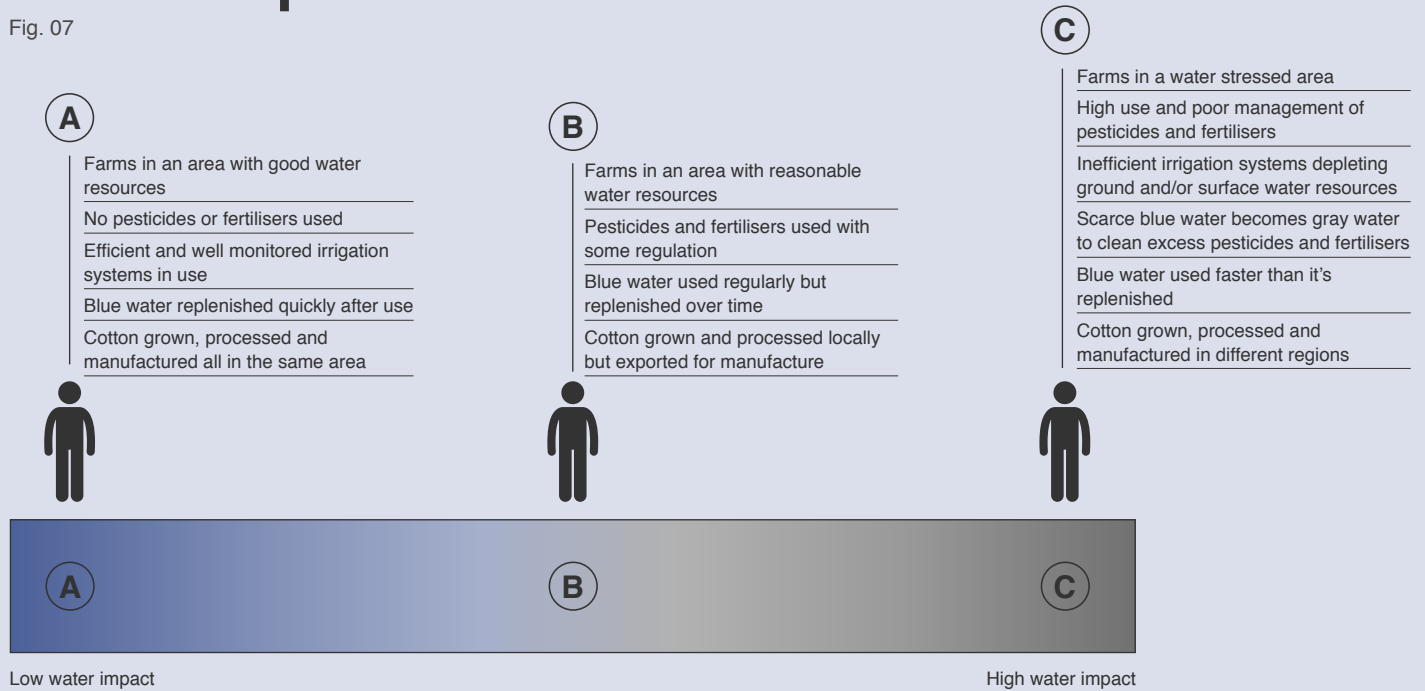 Fig. 07
A
Farms in an area with good water
resources
No pesticides or fertilisers used
Efficient and well monitored irrigation
systems in use
Blue water replenished quickly after use
Cotton grown, processed and
manufactured all in the same area
B
Farms in an area with reasonable
water resources
Pesticides and fertilisers used with
some regulation
Blue water used regularly but
replenished over time
Cotton grown and processed locally
but exported for manufacture
C
Farms in a water stressed area
High use and poor management of
pesticides and fertilisers
Inefficient irrigation systems depleting
ground and/or surface water resources
Scarce blue water becomes gray water
to clean excess pesticides and fertilisers
Blue water used faster than it’s
replenished
Cotton grown, processed and
manufactured in different regions
A
B
C
Low water impact
High water impact